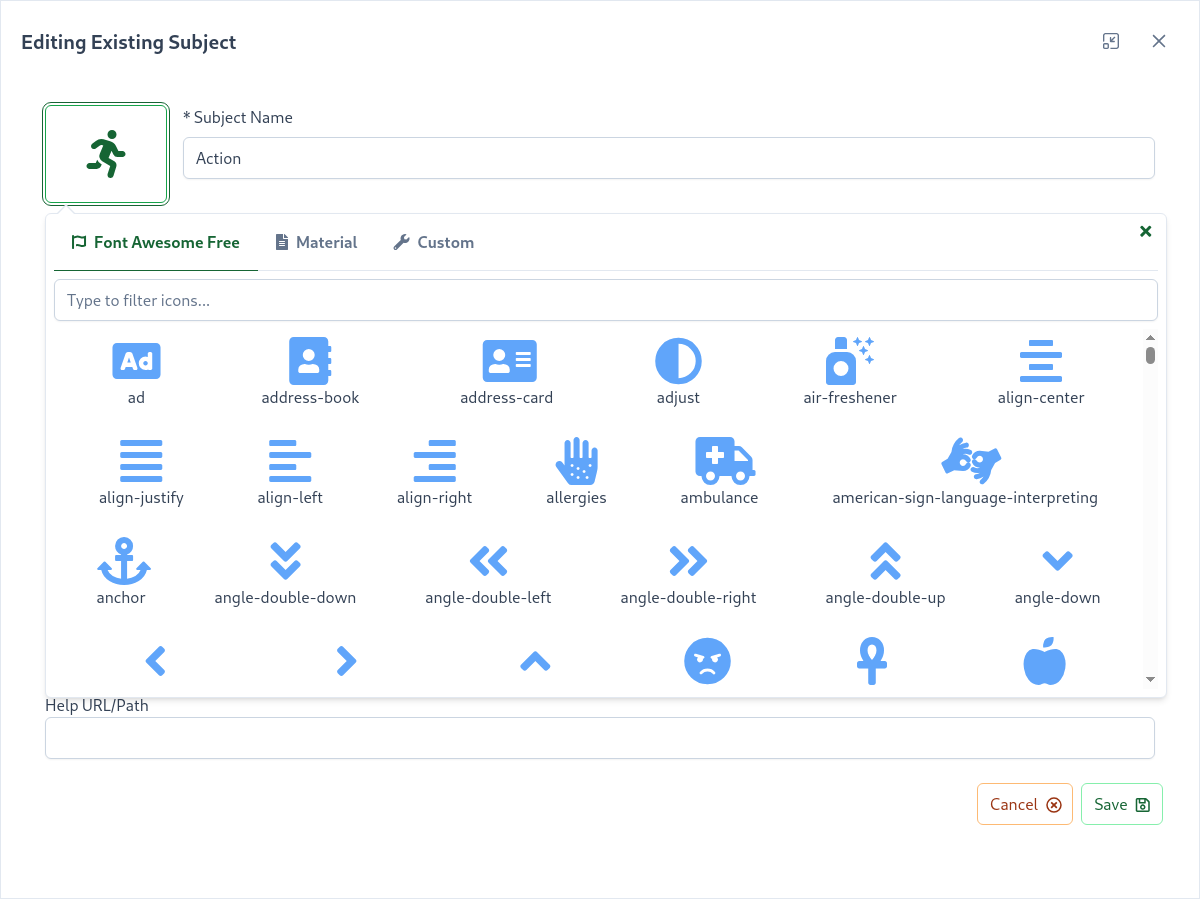 Editing Existing Subject
* Subject Name
Action
Font Awesome Free Material Custom
Type to filter icons...
Ad
ad address-book address-card adjust air-freshener align-center
align-justify align-left align-right allergies ambulance american-sign-language-interpreting
anchor angle-double-down angle-double-left angle-double-right angle-double-up angle-down
Help URL/Path
Cancel Save